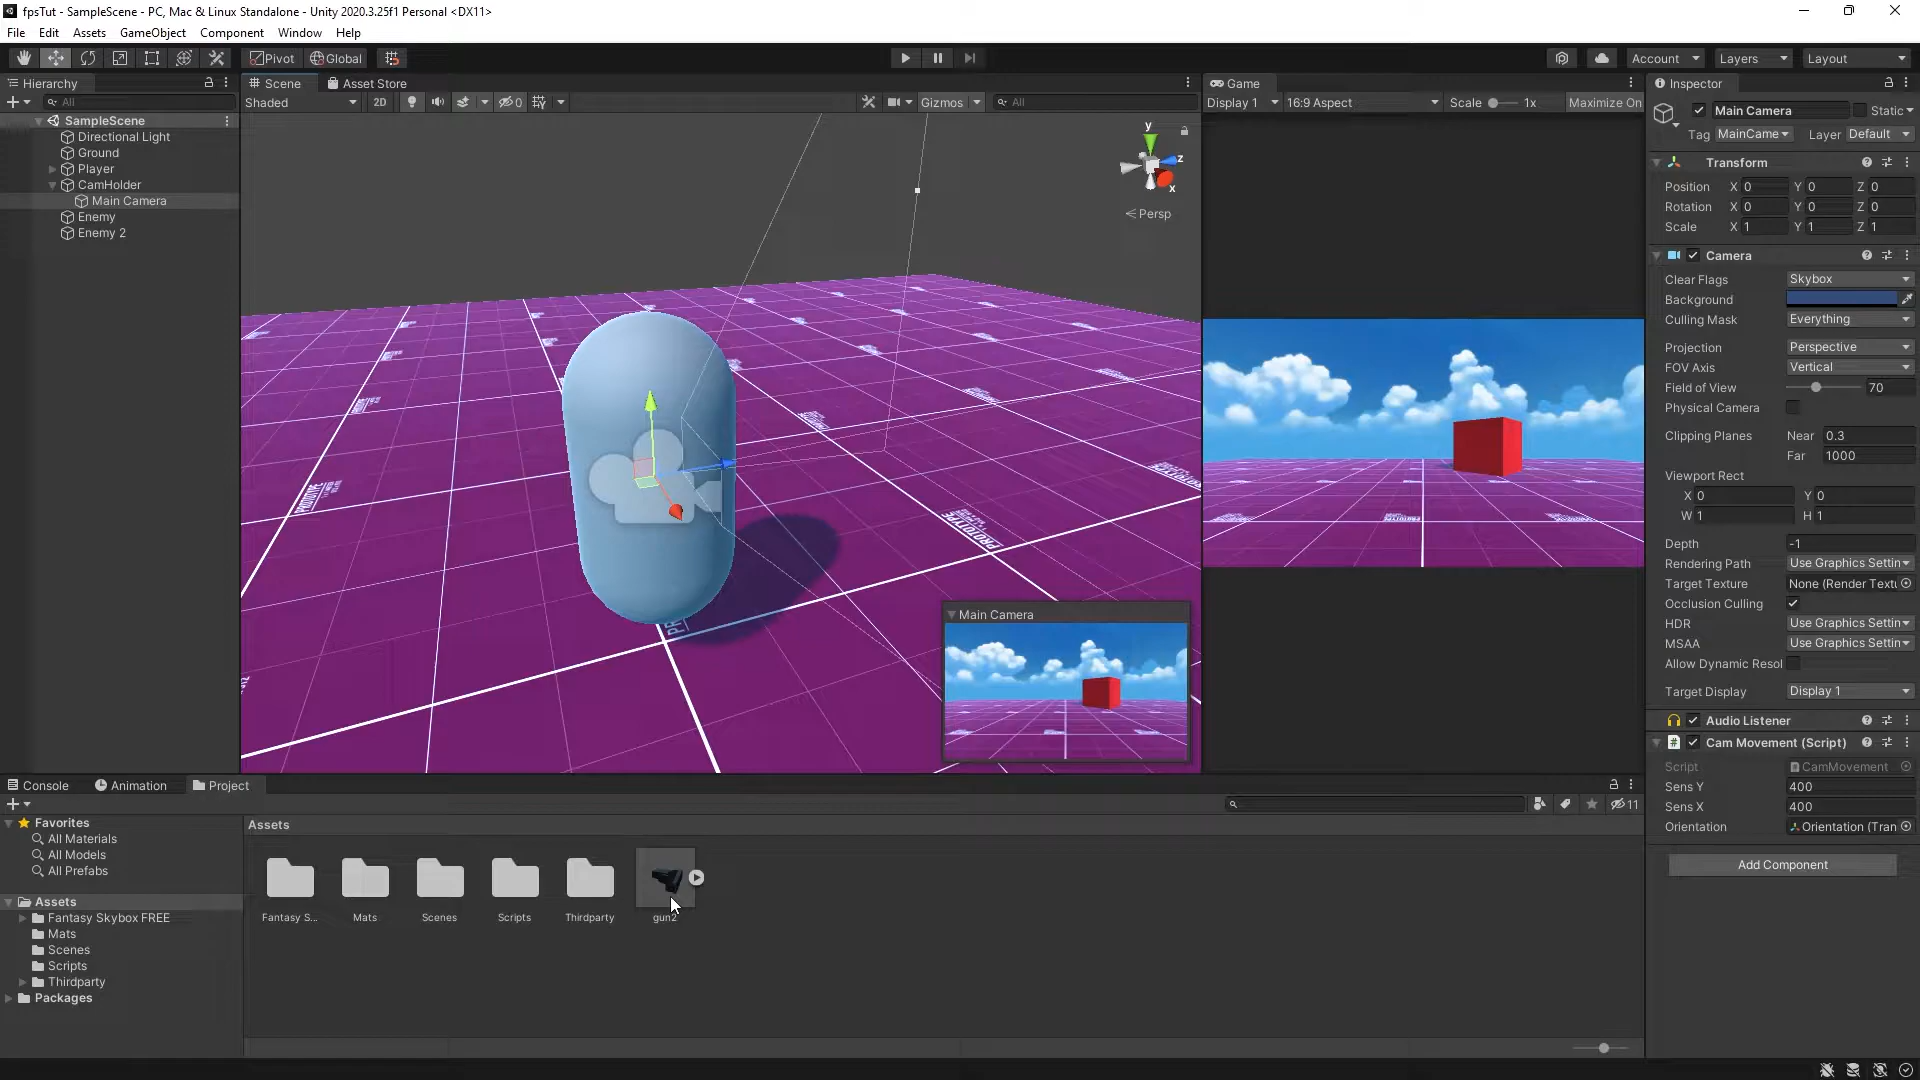 fpsTut - SampleScene - PC, Mac & Linux Standalone - Unity 2020.3.25f1 Personal <DX11>
File Edit Assets GameObject Component Window Help
Pivot Global Account Layers Layout
Hierarchy
All
SampleScene
Directional Light
Ground
Player
CamHolder
Main Camera
Enemy
Enemy 2
Scene Asset Store
Shaded 2D 0 Gizmos All
y
z
x
Persp
PROTOTYPE
PROTOTYPE
PROTOTYPE
Main Camera
Game
Display 1 16:9 Aspect Scale 1x Maximize On
Inspector
Main Camera Static
Tag MainCame Layer Default
Transform
Position X 0 Y 0 Z 0
Rotation X 0 Y 0 Z 0
Scale X 1 Y 1 Z 1
Camera
Clear Flags Skybox
Background
Culling Mask Everything
Projection Perspective
FOV Axis Vertical
Field of View 70
Physical Camera
Clipping Planes Near 0.3
Far 1000
Viewport Rect
X 0 Y 0
W 1 H 1
Depth -1
Rendering Path Use Graphics Settin
Target Texture None (Render Textu
Occlusion Culling
HDR Use Graphics Settin
MSAA Use Graphics Settin
Allow Dynamic Resol
Target Display Display 1
Audio Listener
# Cam Movement (Script)
Script CamMovement
Sens Y 400
Sens X 400
Orientation Orientation (Tran
Add Component
Console Animation Project
11
Favorites
All Materials
All Models
All Prefabs
Assets
Fantasy Skybox FREE
Mats
Scenes
Scripts
Thirdparty
Packages
Assets
Fantasy S... Mats Scenes Scripts Thirdparty gun2